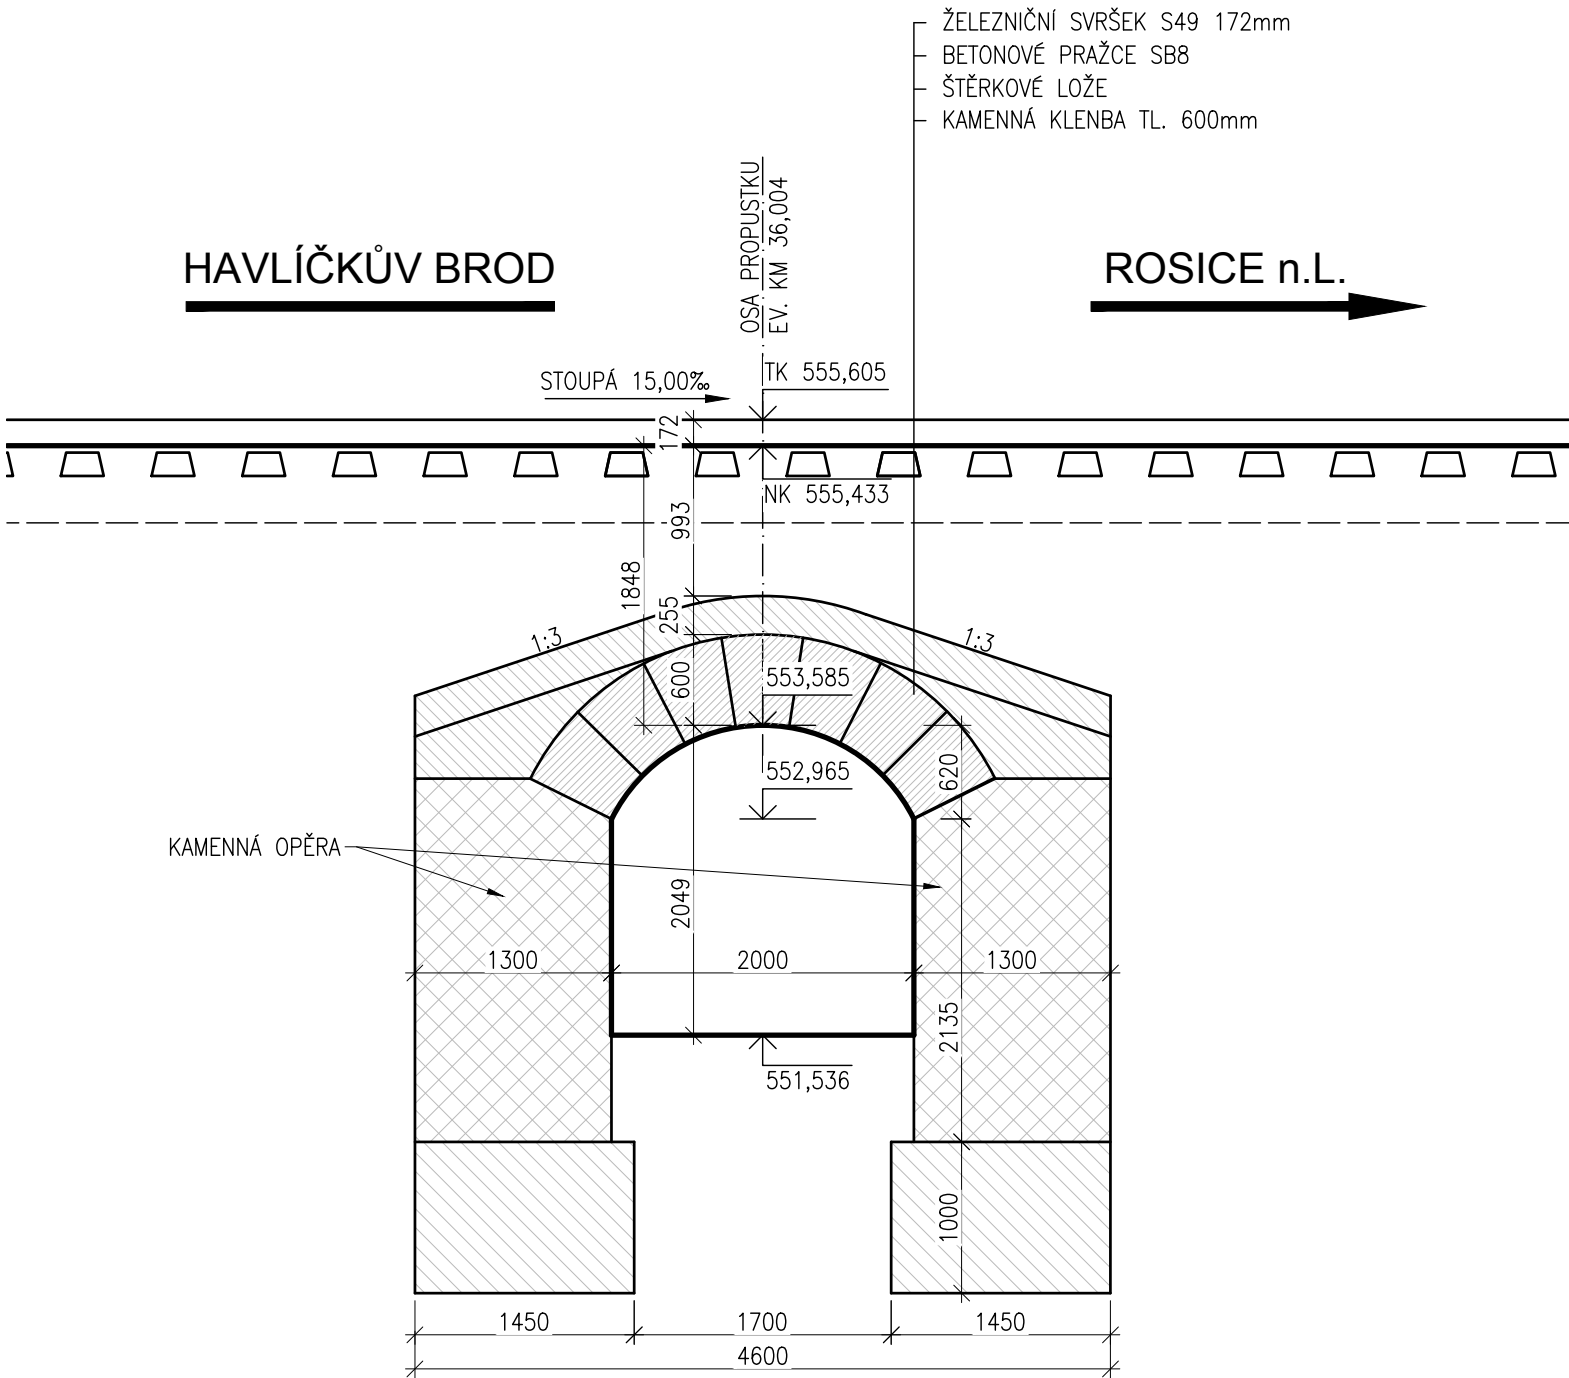 ŽELEZNIČNÍ SVRŠEK S49 172mm
BETONOVÉ PRAŽCE SB8
ŠTĚRKOVÉ LOŽE
KAMENNÁ KLENBA TL. 600mm
OSA PROPUSTKU
EV. KM 36,004
HAVLÍČKŮV BROD
ROSICE n.L.
STOUPÁ 15,00‰
TK 555,605
172
NK 555,433
993
1848
255
1:3
1:3
600
553,585
552,965
620
KAMENNÁ OPĚRA
2049
1300
2000
1300
2135
551,536
1000
1450
1700
1450
4600